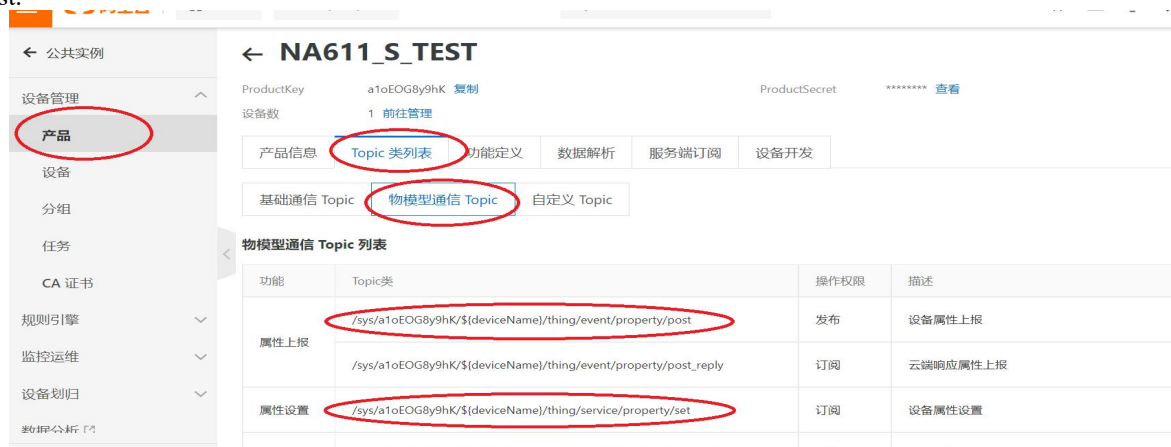 st.
← 公共实例
← NA611_S_TEST
ProductKey a1oEOG8y9hK 复制 ProductSecret ******** 查看
设备数 1 前往管理
设备管理
产品
设备
分组
任务
CA 证书
规则引擎
监控运维
设备划归
数据分析
产品信息 Topic 类列表 功能定义 数据解析 服务端订阅 设备开发
基础通信 Topic 物模型通信 Topic 自定义 Topic
物模型通信 Topic 列表
功能 Topic类 操作权限 描述
属性上报 /sys/a1oEOG8y9hK/${deviceName}/thing/event/property/post 发布 设备属性上报
/sys/a1oEOG8y9hK/${deviceName}/thing/event/property/post_reply 订阅 云端响应属性上报
属性设置 /sys/a1oEOG8y9hK/${deviceName}/thing/service/property/set 订阅 设备属性设置